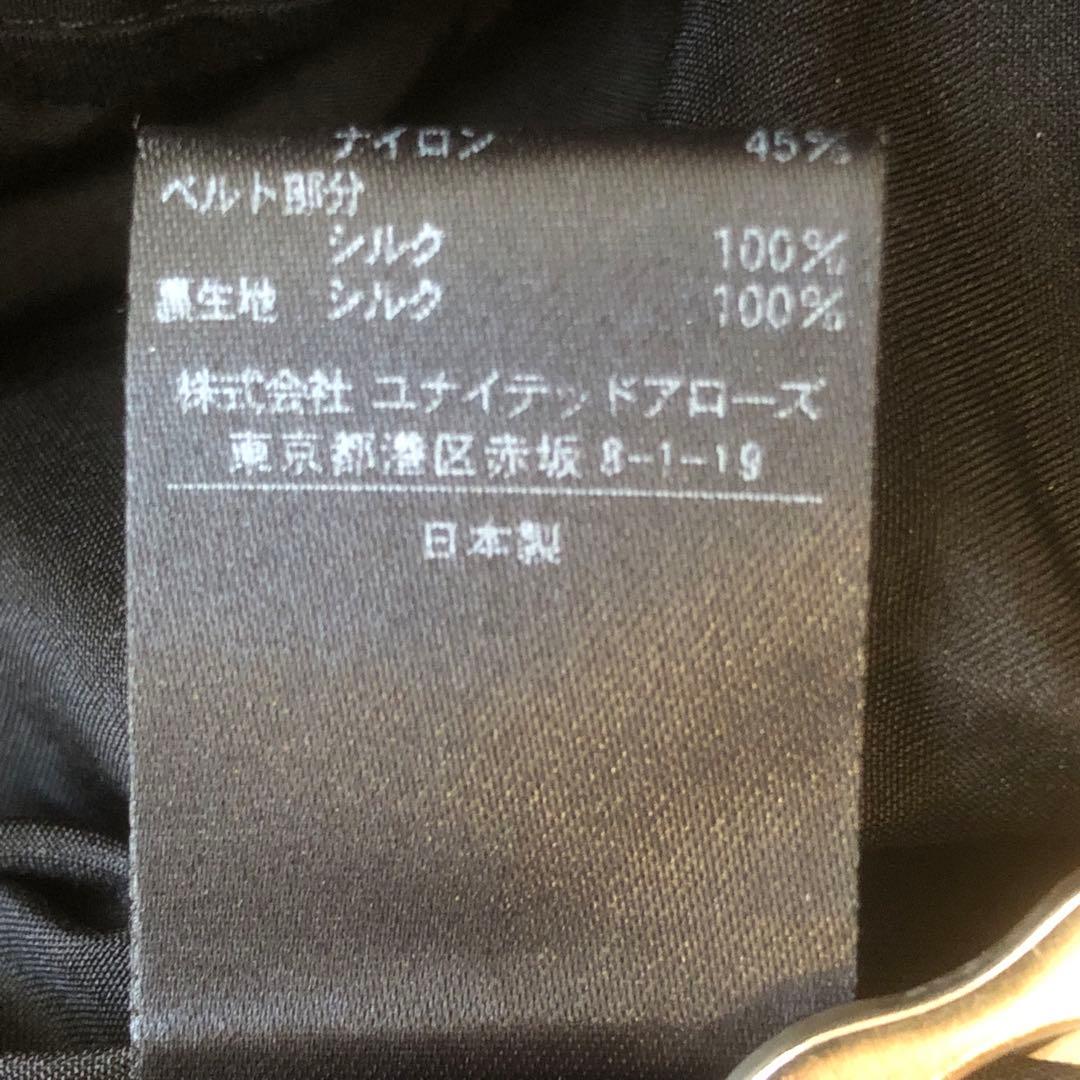 ナイロン 45%
ベルト部分
シルク 100%
裏生地 シルク 100%
株式会社 ユナイテッドアローズ
東京都港区赤坂 8-1-19
日本製